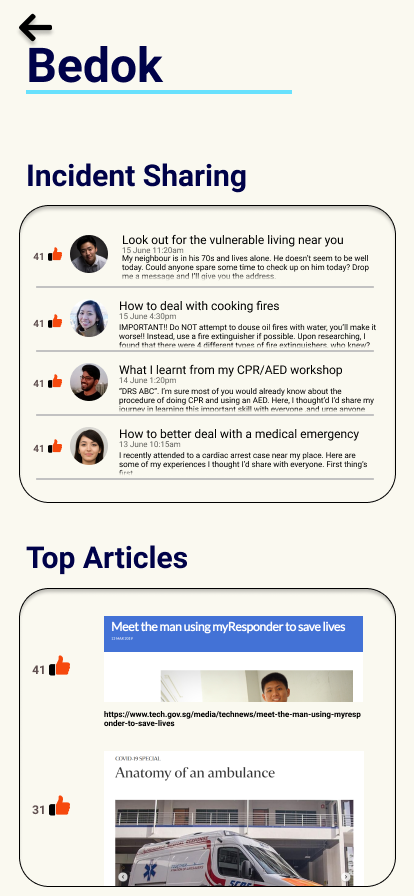 Bedok
Incident Sharing
41
Look out for the vulnerable living near you
15 June 11:20am
My neighbour is in his 70s and lives alone. He doesn't seem to be well
today. Could anyone spare some time to check up on him today? Drop
me a message and I'll give you the address.
41
How to deal with cooking fires
15 June 4:30pm
IMPORTANT!! Do NOT attempt to douse oil fires with water, you'll make it
worse!! Instead, use a fire extinguisher if possible. Upon researching, I
found that there were 4 different types of fire extinguishers, who knew?
41
What I learnt from my CPR/AED workshop
14 June 1:20pm
"DRS ABC". I'm sure most of you would already know about the
procedure of doing CPR and using an AED. Here, I thought I'd share my
journey in learning this important skill with everyone, and urge anyone
41
How to better deal with a medical emergency
13 June 10:15am
I recently attended to a cardiac arrest case near my place. Here are
some of my experiences I thought I'd share with everyone. First thing's
first
Top Articles
41
Meet the man using myResponder to save lives
https://www.tech.gov.sg/media/technews/meet-the-man-using-myresp
onder-to-save-lives
31
COVID-19 SPECIAL
Anatomy of an ambulance